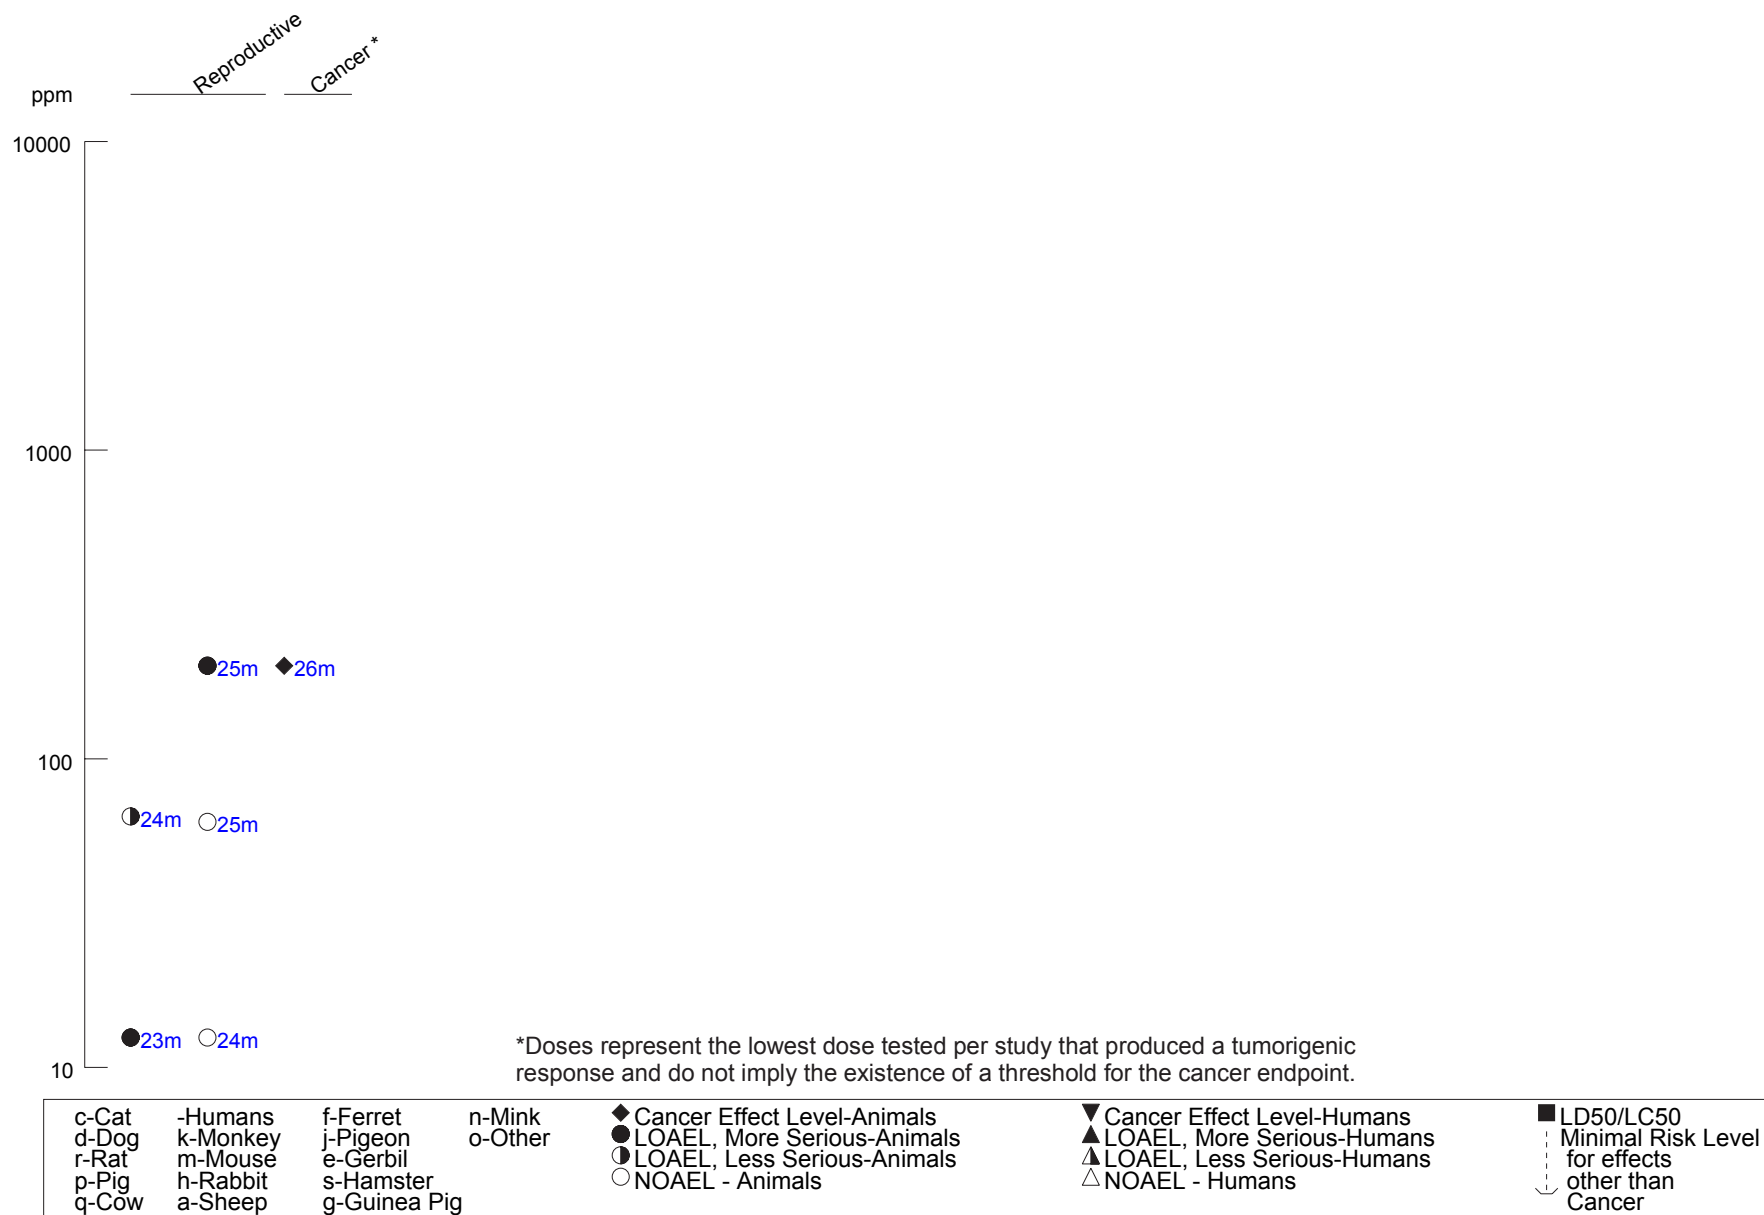 Reproductive
Cancer *
ppm
10000
1000
25m
26m
100
24m
25m
23m
24m
10
*Doses represent the lowest dose tested per study that produced a tumorigenic
response and do not imply the existence of a threshold for the cancer endpoint.
c-Cat -Humans f-Ferret n-Mink
d-Dog k-Monkey j-Pigeon o-Other
r-Rat m-Mouse e-Gerbil
p-Pig h-Rabbit s-Hamster
q-Cow a-Sheep g-Guinea Pig
Cancer Effect Level-Animals
LOAEL, More Serious-Animals
LOAEL, Less Serious-Animals
NOAEL - Animals
Cancer Effect Level-Humans
LOAEL, More Serious-Humans
LOAEL, Less Serious-Humans
NOAEL - Humans
LD50/LC50
Minimal Risk Level
for effects
other than
Cancer